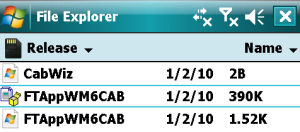 File Explorer
Release Name
CabWiz 1/2/10 2B
FTAppWM6CAB 1/2/10 390K
FTAppWM6CAB 1/2/10 1.52K